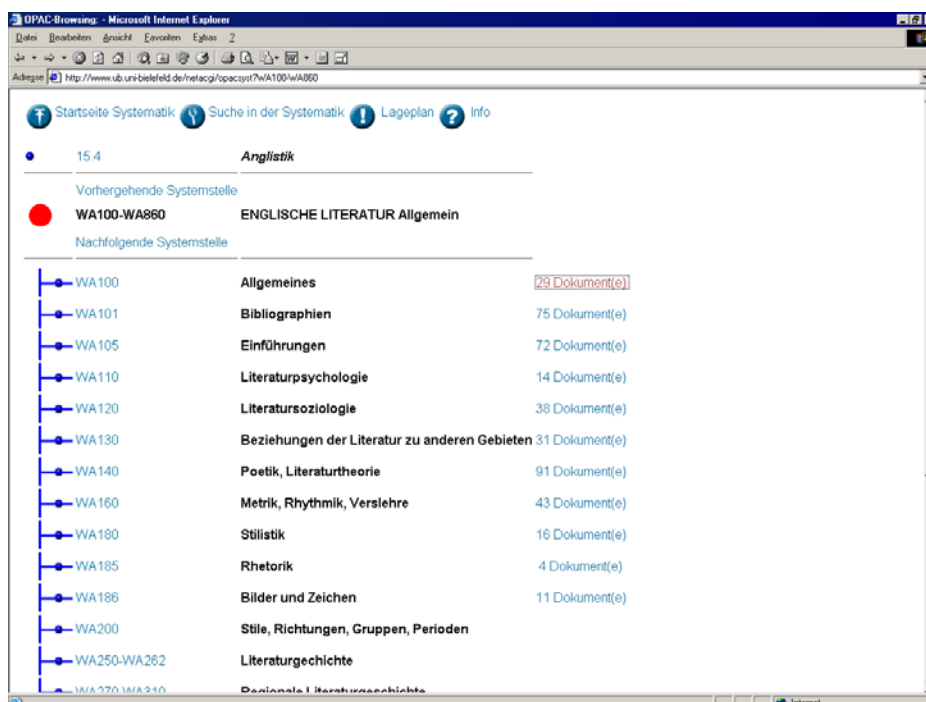 OPAC-Browsing: - Microsoft Internet Explorer
Datei Bearbeiten Ansicht Favoriten Extras ?
Adresse http://www.ub.uni-bielefeld.de/netacgi/opacsyst?WA100-WA860
Startseite Systematik Suche in der Systematik Lageplan Info
15.4 Anglistik
Vorhergehende Systemstelle
WA100-WA860 ENGLISCHE LITERATUR Allgemein
Nachfolgende Systemstelle
WA100 Allgemeines 29 Dokument(e)
WA101 Bibliographien 75 Dokument(e)
WA105 Einführungen 72 Dokument(e)
WA110 Literaturpsychologie 14 Dokument(e)
WA120 Literatursoziologie 38 Dokument(e)
WA130 Beziehungen der Literatur zu anderen Gebieten 31 Dokument(e)
WA140 Poetik, Literaturtheorie 91 Dokument(e)
WA160 Metrik, Rhythmik, Verslehre 43 Dokument(e)
WA180 Stilistik 16 Dokument(e)
WA185 Rhetorik 4 Dokument(e)
WA186 Bilder und Zeichen 11 Dokument(e)
WA200 Stile, Richtungen, Gruppen, Perioden
WA250-WA262 Literaturgechichte
WA270-WA310 Regionale Literaturgeschichte
Internet